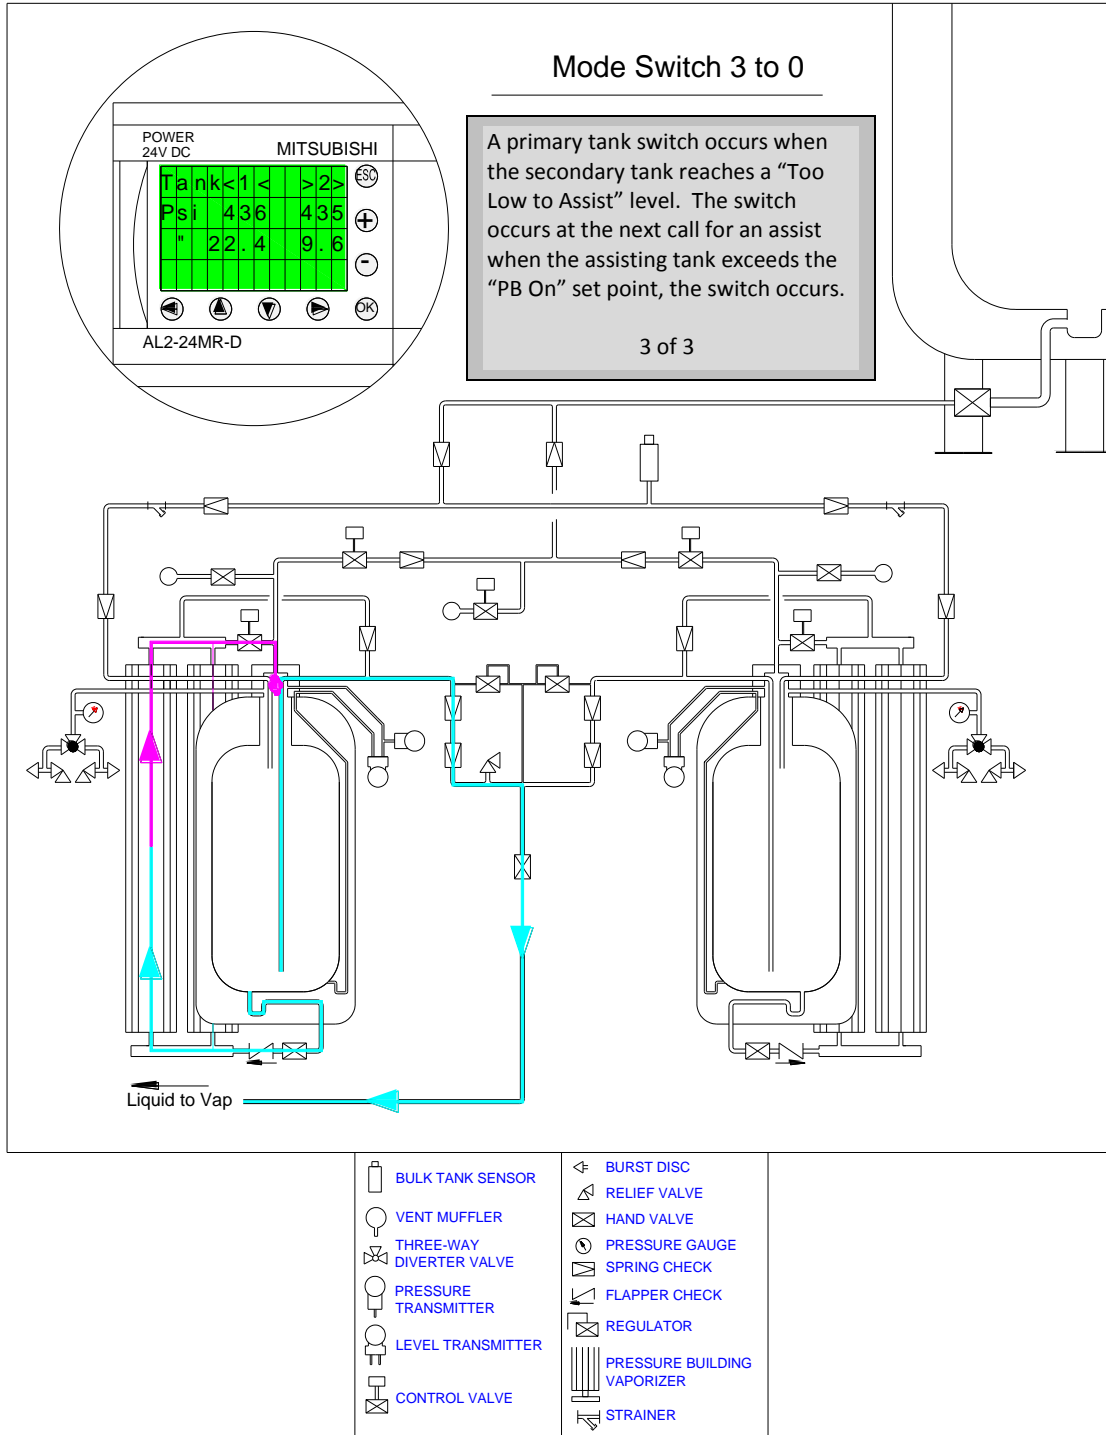 Mode Switch 3 to 0
POWER
24V DC
MITSUBISHI
Tank<1< >2>
Psi 436 435
" 22.4 9.6
ESC
+
-
OK
AL2-24MR-D
A primary tank switch occurs when
the secondary tank reaches a “Too
Low to Assist” level. The switch
occurs at the next call for an assist
when the assisting tank exceeds the
“PB On” set point, the switch occurs.
3 of 3
Liquid to Vap
BULK TANK SENSOR
VENT MUFFLER
THREE-WAY
DIVERTER VALVE
PRESSURE
TRANSMITTER
LEVEL TRANSMITTER
CONTROL VALVE
BURST DISC
RELIEF VALVE
HAND VALVE
PRESSURE GAUGE
SPRING CHECK
FLAPPER CHECK
REGULATOR
PRESSURE BUILDING
VAPORIZER
STRAINER